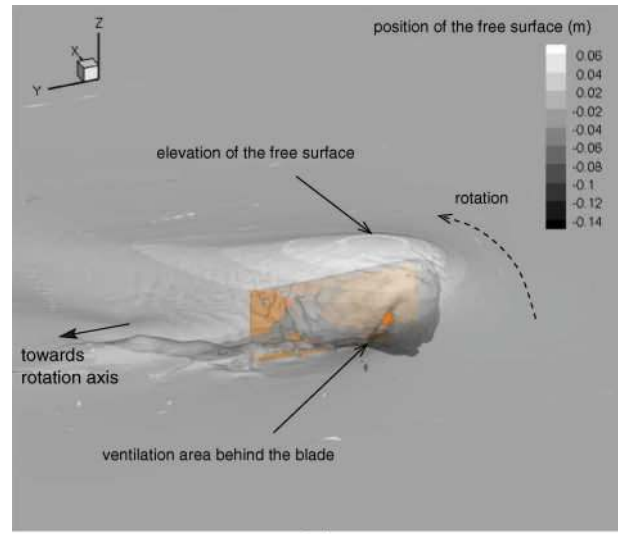 position of the free surface (m)
Z
X
Y
0.06
0.04
0.02
-0.02
-0.04
-0.06
-0.08
-0.1
-0.12
-0.14
elevation of the free surface
rotation
towards
rotation axis
ventilation area behind the blade